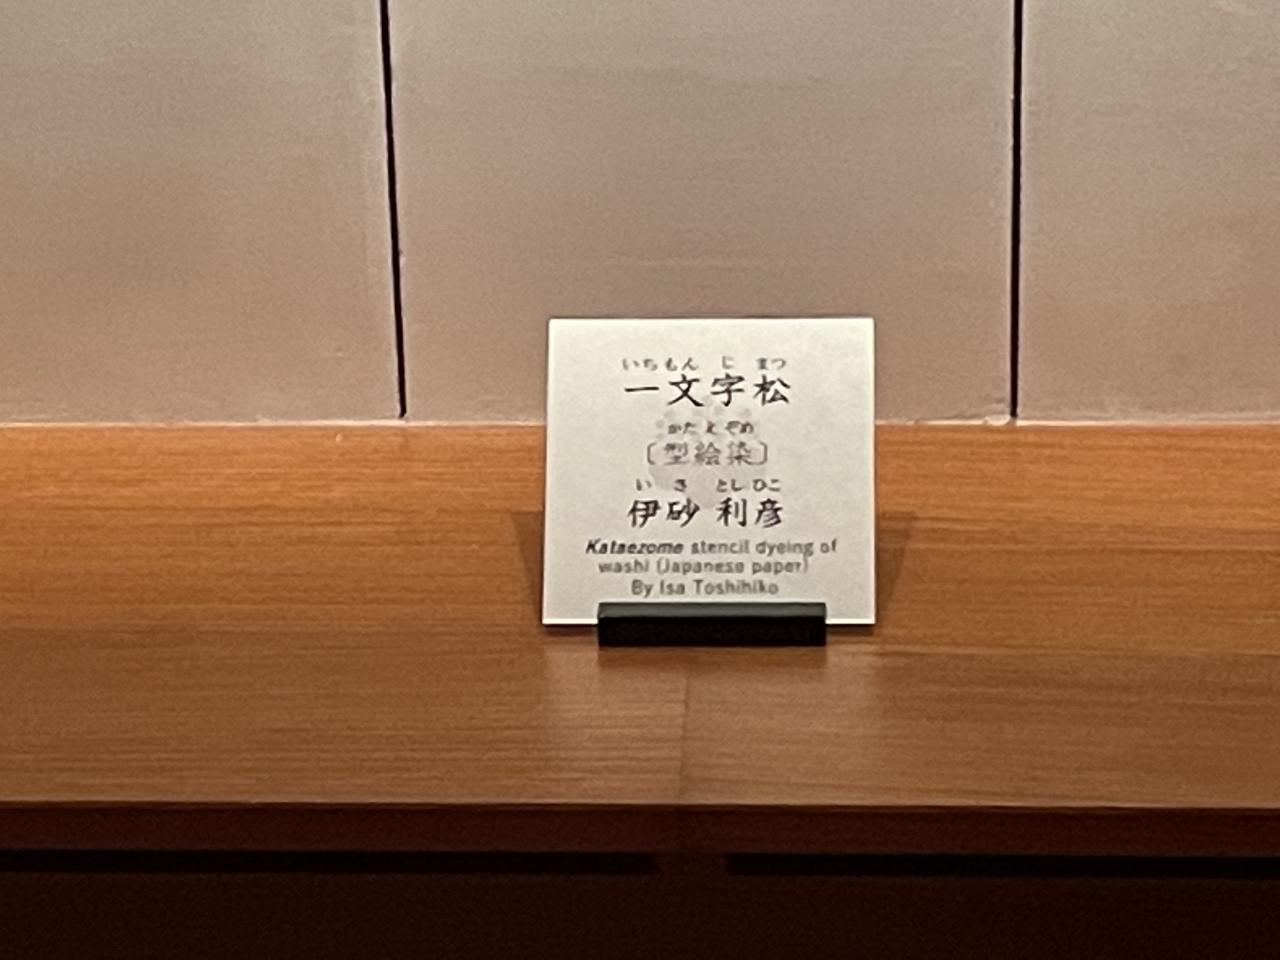 いちもんじまつ
一文字松
かたえぞめ
〔型絵染〕
いさ としひこ
伊砂 利彦
Kataezome stencil dyeing of
washi (Japanese paper)
By Isa Toshihiko